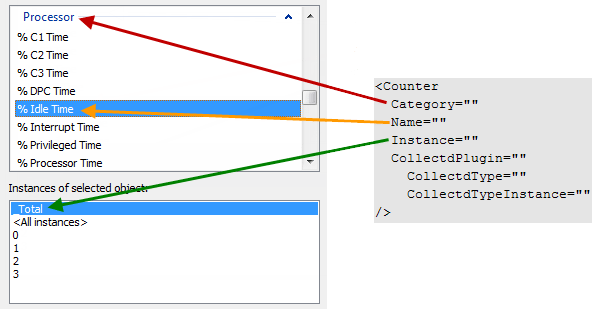 Processor
% C1 Time
% C2 Time
% C3 Time
% DPC Time
% Idle Time
% Interrupt Time
% Privileged Time
% Processor Time
Instances of selected object:
_Total
<All instances>
0
1
2
3
<Counter
Category=""
Name=""
Instance=""
CollectdPlugin=""
CollectdType=""
CollectdTypeInstance=""
/>